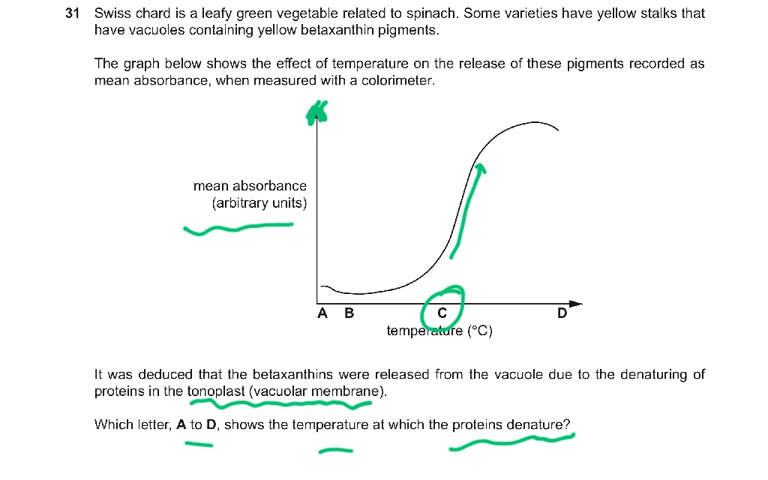 31 Swiss chard is a leafy green vegetable related to spinach. Some varieties have yellow stalks that
have vacuoles containing yellow betaxanthin pigments.
The graph below shows the effect of temperature on the release of these pigments recorded as
mean absorbance, when measured with a colorimeter.
mean absorbance
(arbitrary units)
A B C D
temperature (°C)
It was deduced that the betaxanthins were released from the vacuole due to the denaturing of
proteins in the tonoplast (vacuolar membrane).
Which letter, A to D, shows the temperature at which the proteins denature?